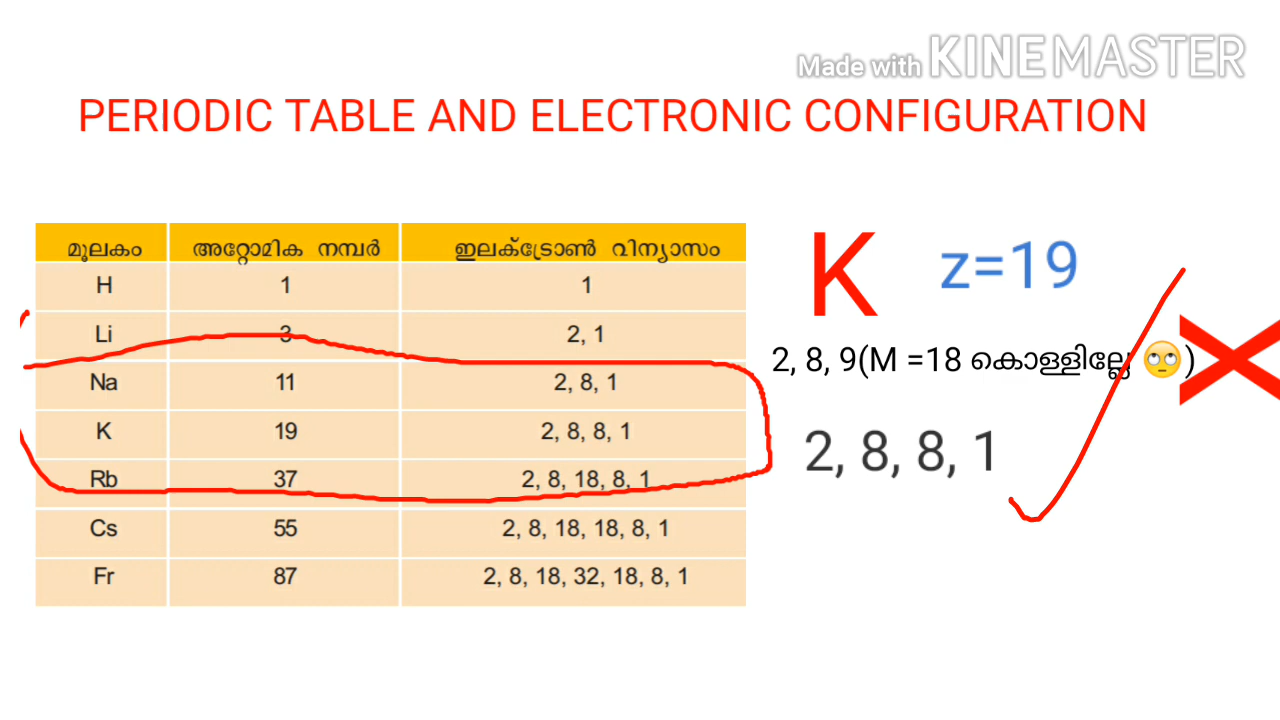 Made with KINEMASTER
PERIODIC TABLE AND ELECTRONIC CONFIGURATION
മൂലകം അറ്റോമിക നമ്പർ ഇലക്ട്രോൺ വിന്യാസം
H 1 1
Li 3 2, 1
Na 11 2, 8, 1
K 19 2, 8, 8, 1
Rb 37 2, 8, 18, 8, 1
Cs 55 2, 8, 18, 18, 8, 1
Fr 87 2, 8, 18, 32, 18, 8, 1
K z=19
2, 8, 9(M =18 കൊള്ളില്ലേ 🙄)
2, 8, 8, 1